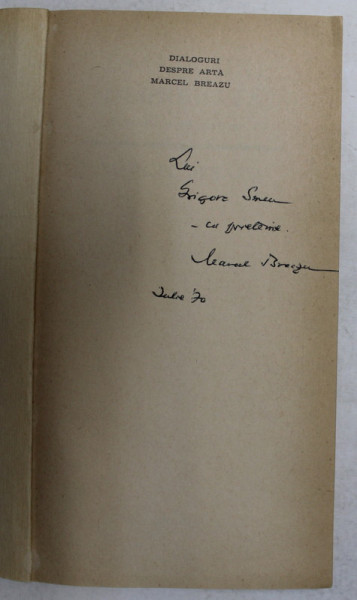 DIALOGURI
DESPRE ARTĂ
MARCEL BREAZU
Lui
Grigore Smeu
- cu prietenie.
Marcel Breazu
Iulie '70